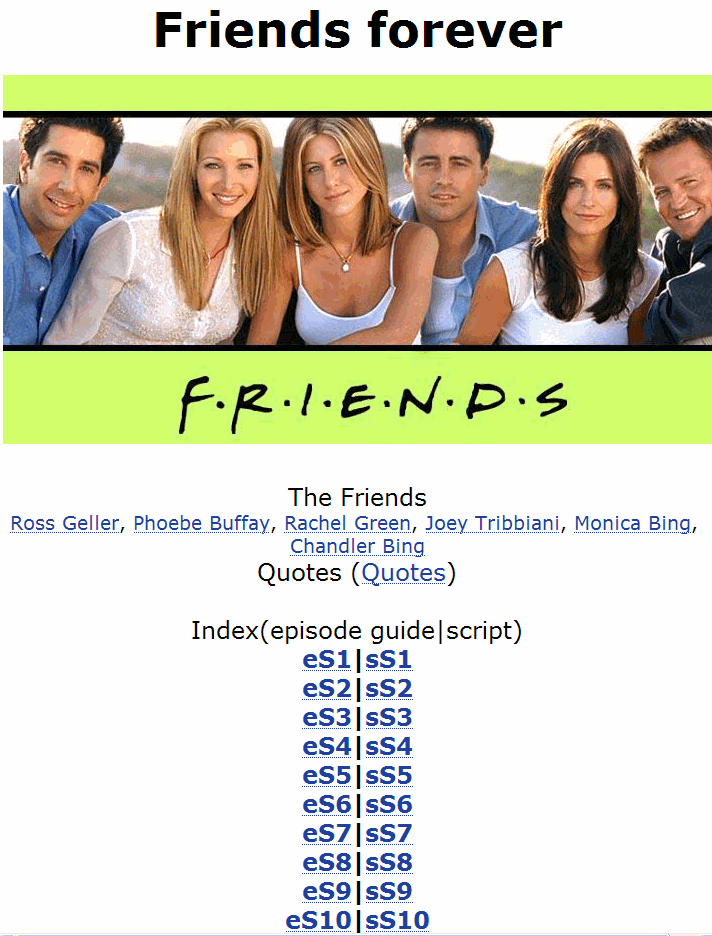 Friends forever
F·R·I·E·N·D·S
The Friends
Ross Geller, Phoebe Buffay, Rachel Green, Joey Tribbiani, Monica Bing,
Chandler Bing
Quotes (Quotes)
Index(episode guide|script)
eS1|sS1
eS2|sS2
eS3|sS3
eS4|sS4
eS5|sS5
eS6|sS6
eS7|sS7
eS8|sS8
eS9|sS9
eS10|sS10